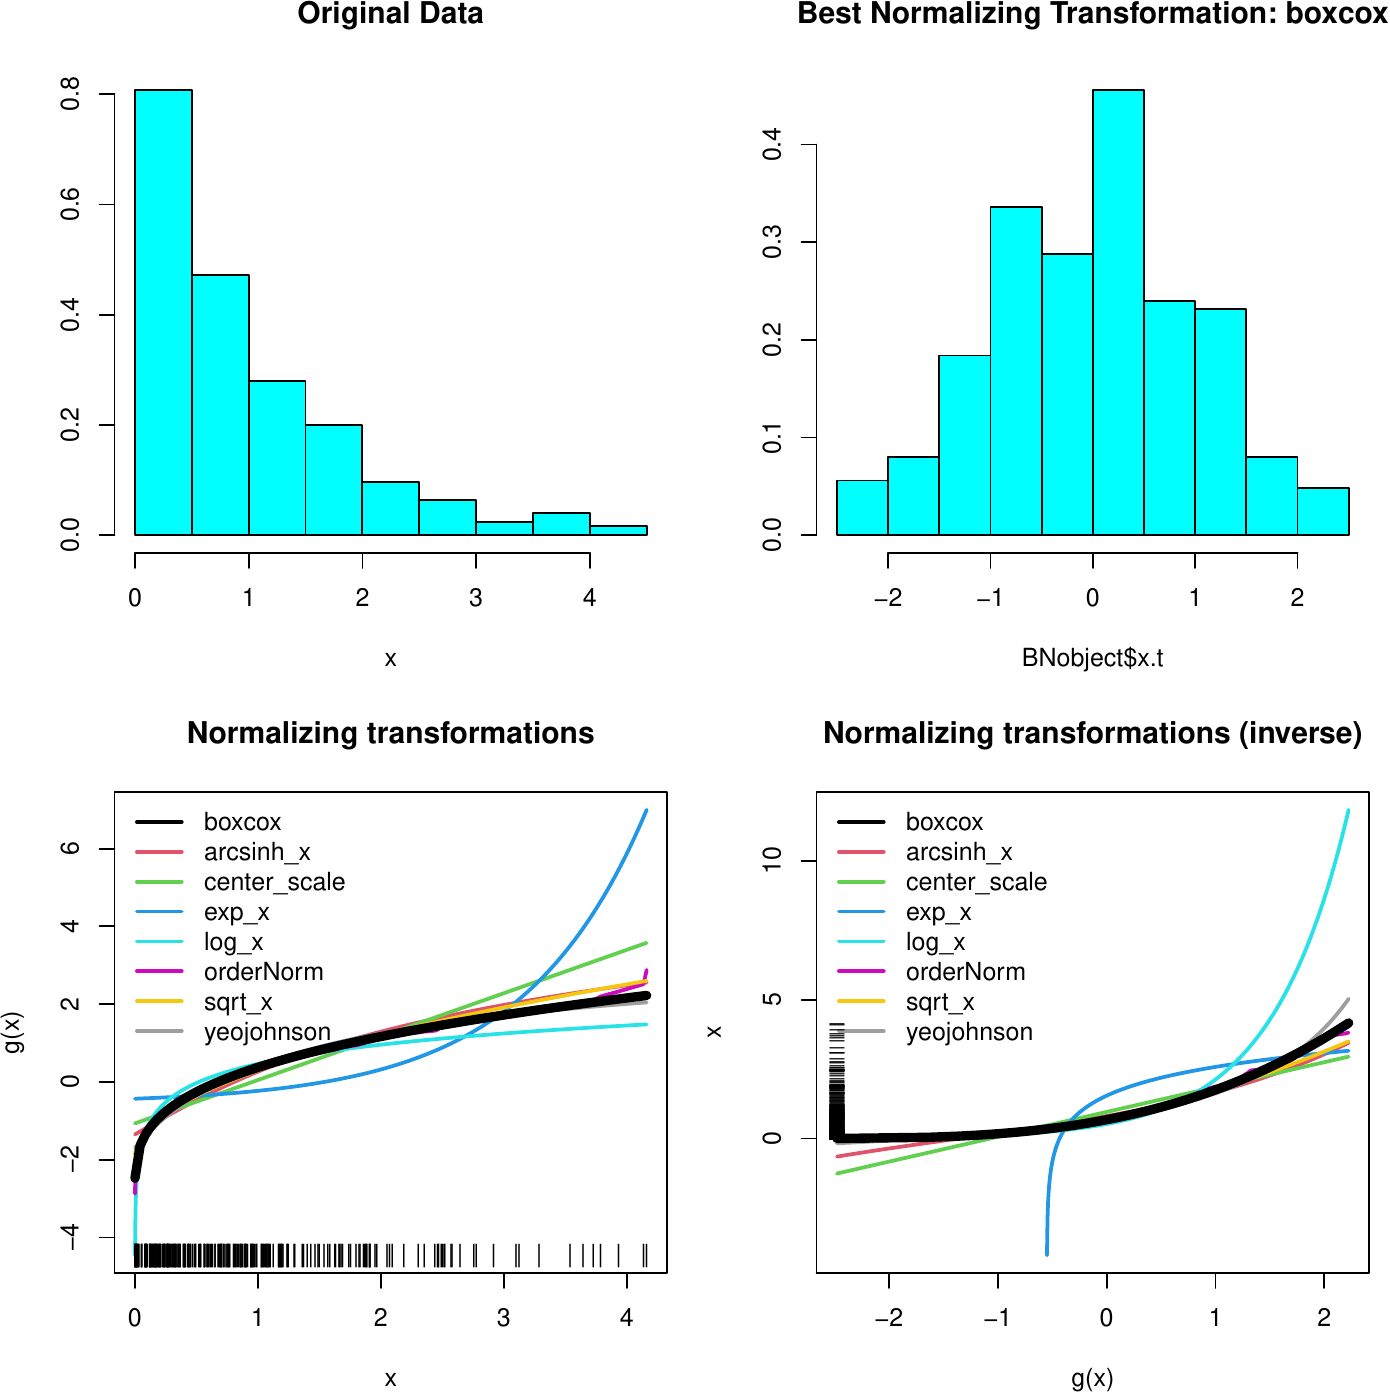 Original Data
0.0
0.2
0.4
0.6
0.8
0
1
2
3
4
x
Best Normalizing Transformation: boxcox
0.0
0.1
0.2
0.3
0.4
−2
−1
0
1
2
BNobject$x.t
Normalizing transformations
boxcox
arcsinh_x
center_scale
exp_x
log_x
orderNorm
sqrt_x
yeojohnson
g(x)
−4
−2
0
2
4
6
0
1
2
3
4
x
Normalizing transformations (inverse)
boxcox
arcsinh_x
center_scale
exp_x
log_x
orderNorm
sqrt_x
yeojohnson
x
0
5
10
−2
−1
0
1
2
g(x)